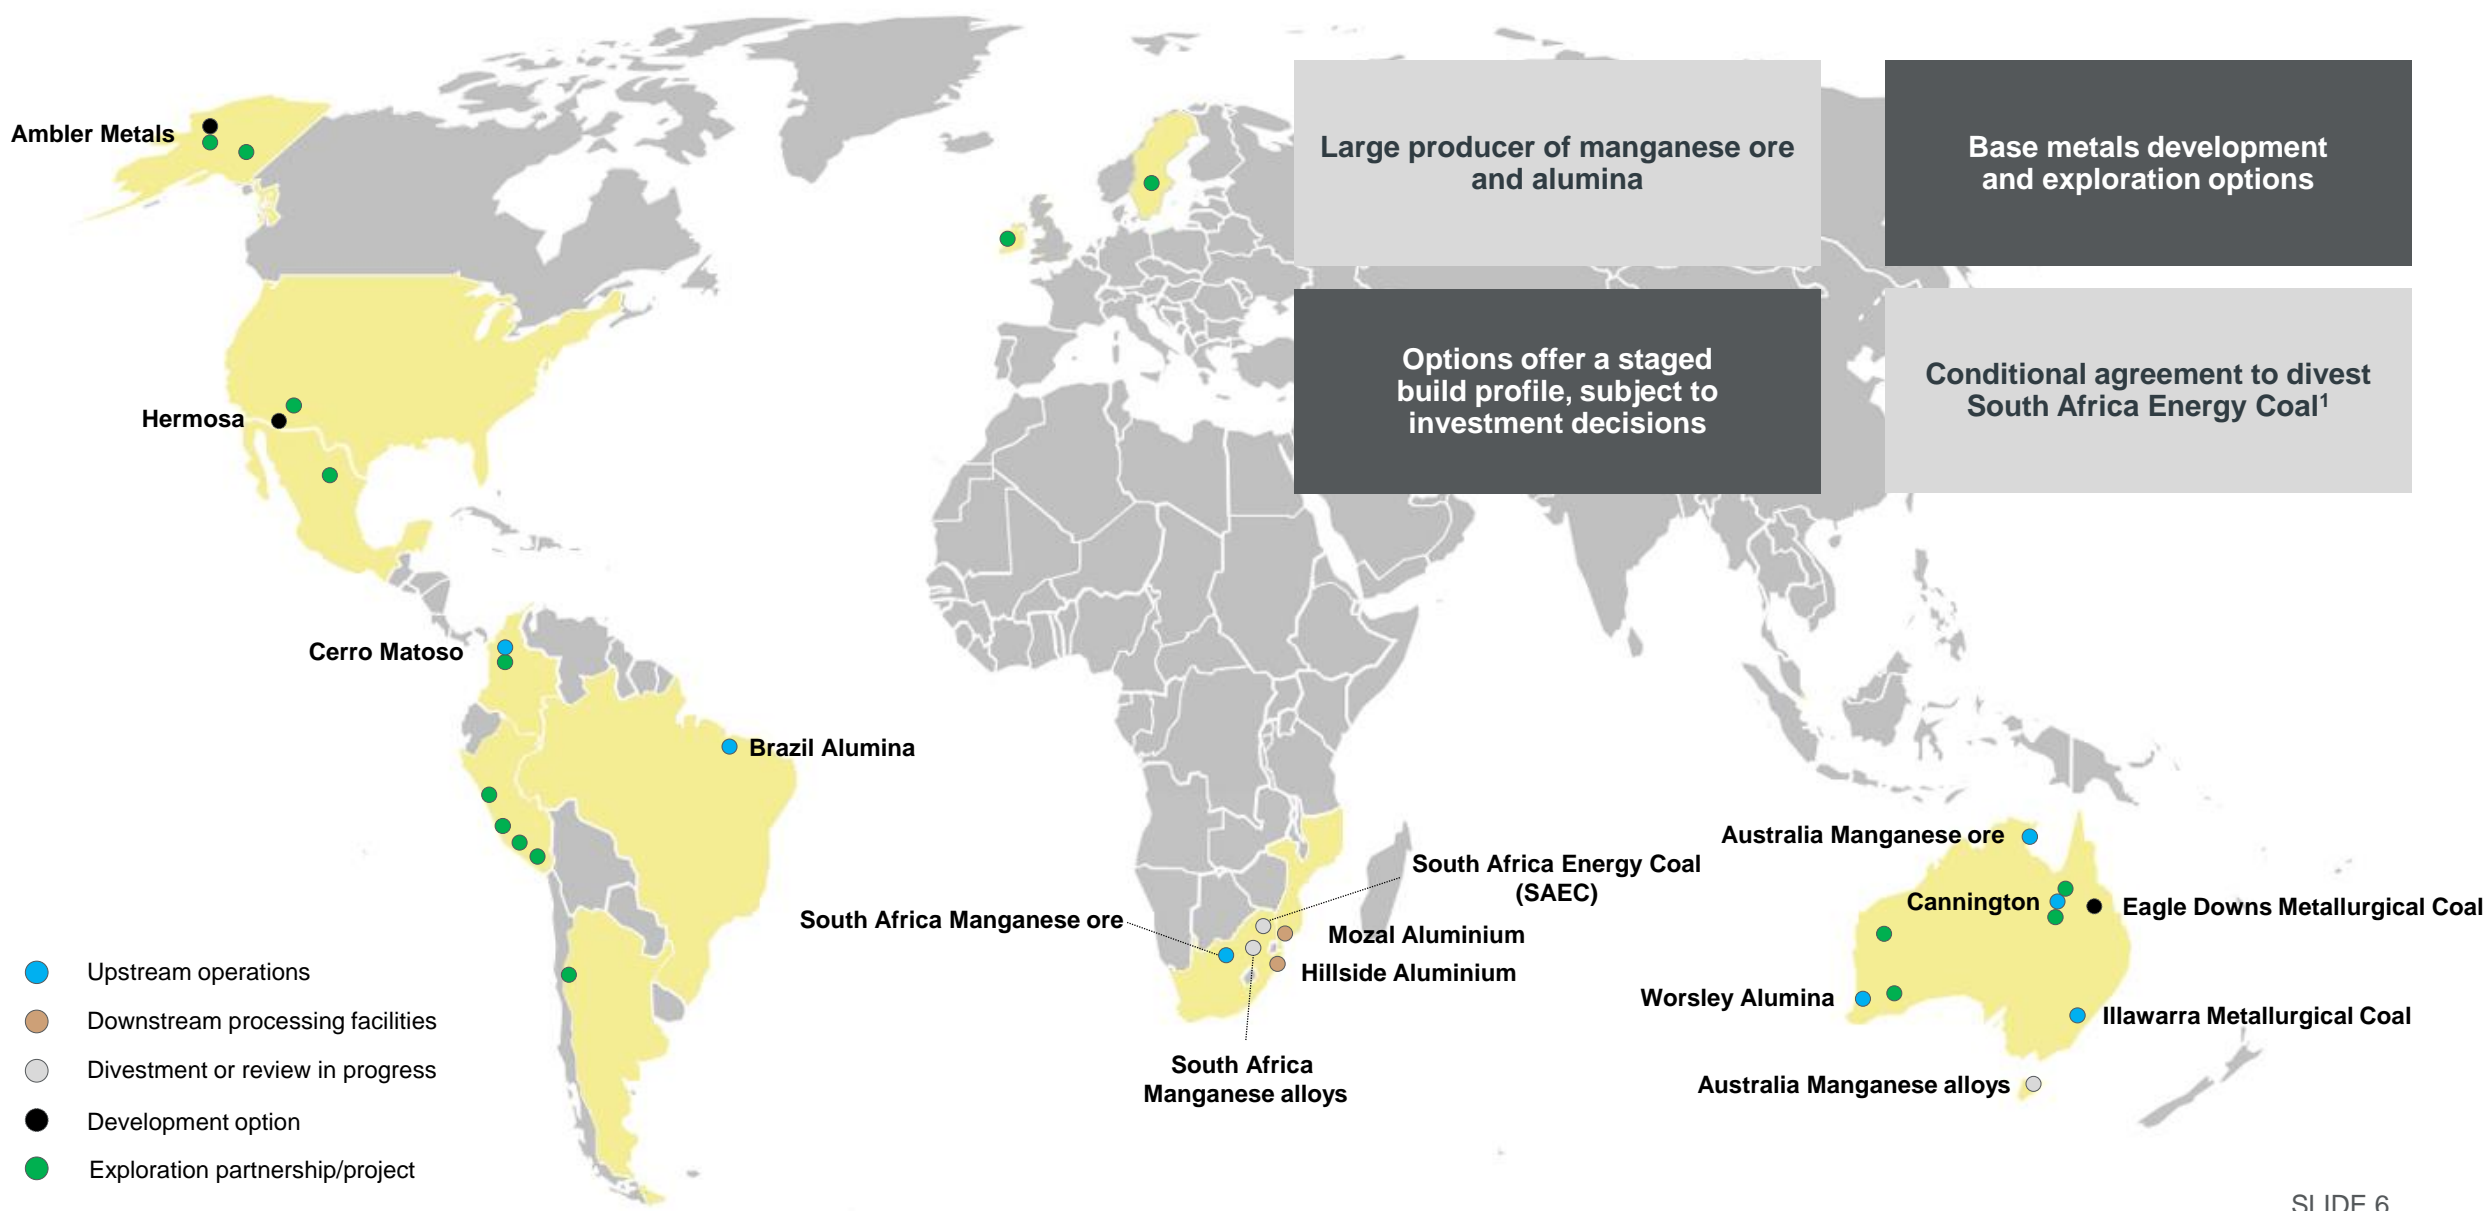 Large producer of manganese ore
and alumina
Base metals development
and exploration options
Options offer a staged
build profile, subject to
investment decisions
Conditional agreement to divest
South Africa Energy Coal¹
Ambler Metals
Hermosa
Cerro Matoso
Brazil Alumina
South Africa Manganese ore
South Africa Energy Coal
(SAEC)
Mozal Aluminium
Hillside Aluminium
South Africa
Manganese alloys
Australia Manganese ore
Cannington
Eagle Downs Metallurgical Coal
Worsley Alumina
Illawarra Metallurgical Coal
Australia Manganese alloys
Upstream operations
Downstream processing facilities
Divestment or review in progress
Development option
Exploration partnership/project
SLIDE 6